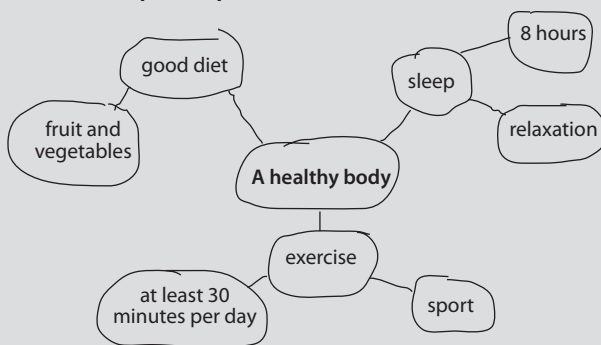 good diet
fruit and
vegetables
8 hours
sleep
relaxation
A healthy body
exercise
at least 30
minutes per day
sport